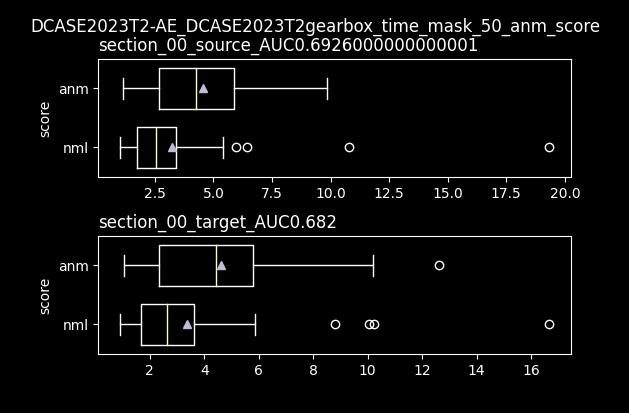 DCASE2023T2-AE_DCASE2023T2gearbox_time_mask_50_anm_score
section_00_source_AUC0.6926000000000001
anm
nml
score
2.5 5.0 7.5 10.0 12.5 15.0 17.5 20.0
section_00_target_AUC0.682
anm
nml
score
2 4 6 8 10 12 14 16